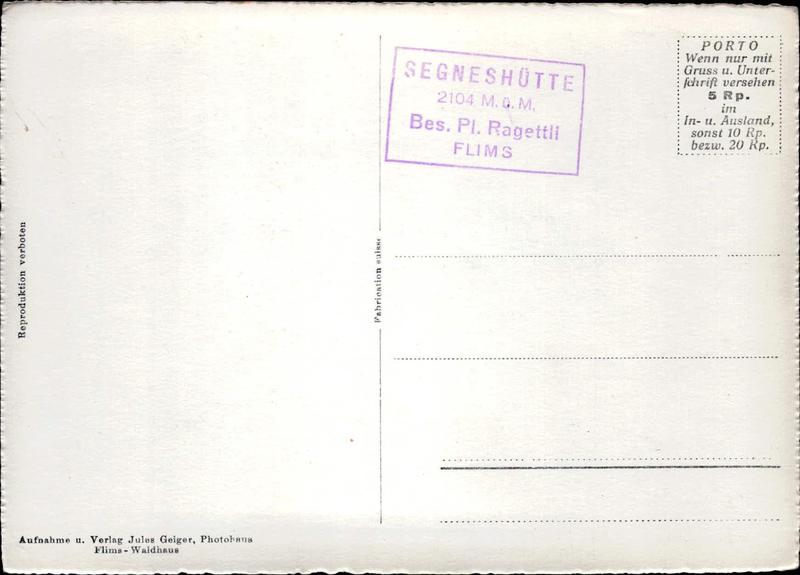 SEGNESHÜTTE
2104 M.ü.M.
Bes. Pl. Ragettli
FLIMS
PORTO
Wenn nur mit
Gruss u. Unter-
schrift versehen
5 Rp.
im
In- u. Ausland,
sonst 10 Rp.
bezw. 20 Rp.
Reproduktion verboten
Fabrication suisse
Aufnahme u. Verlag Jules Geiger, Photohaus
Flims-Waldhaus